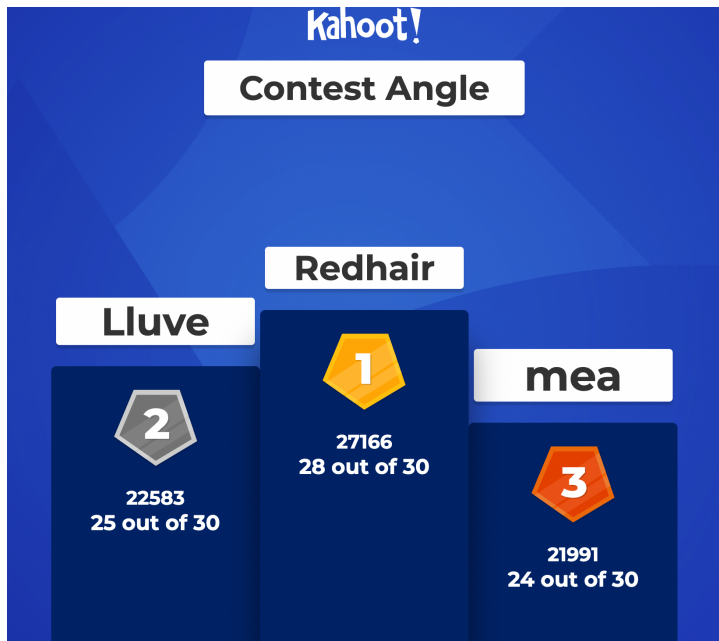 Kahoot!
Contest Angle
Redhair
Lluve
mea
1
27166
28 out of 30
2
22583
25 out of 30
3
21991
24 out of 30